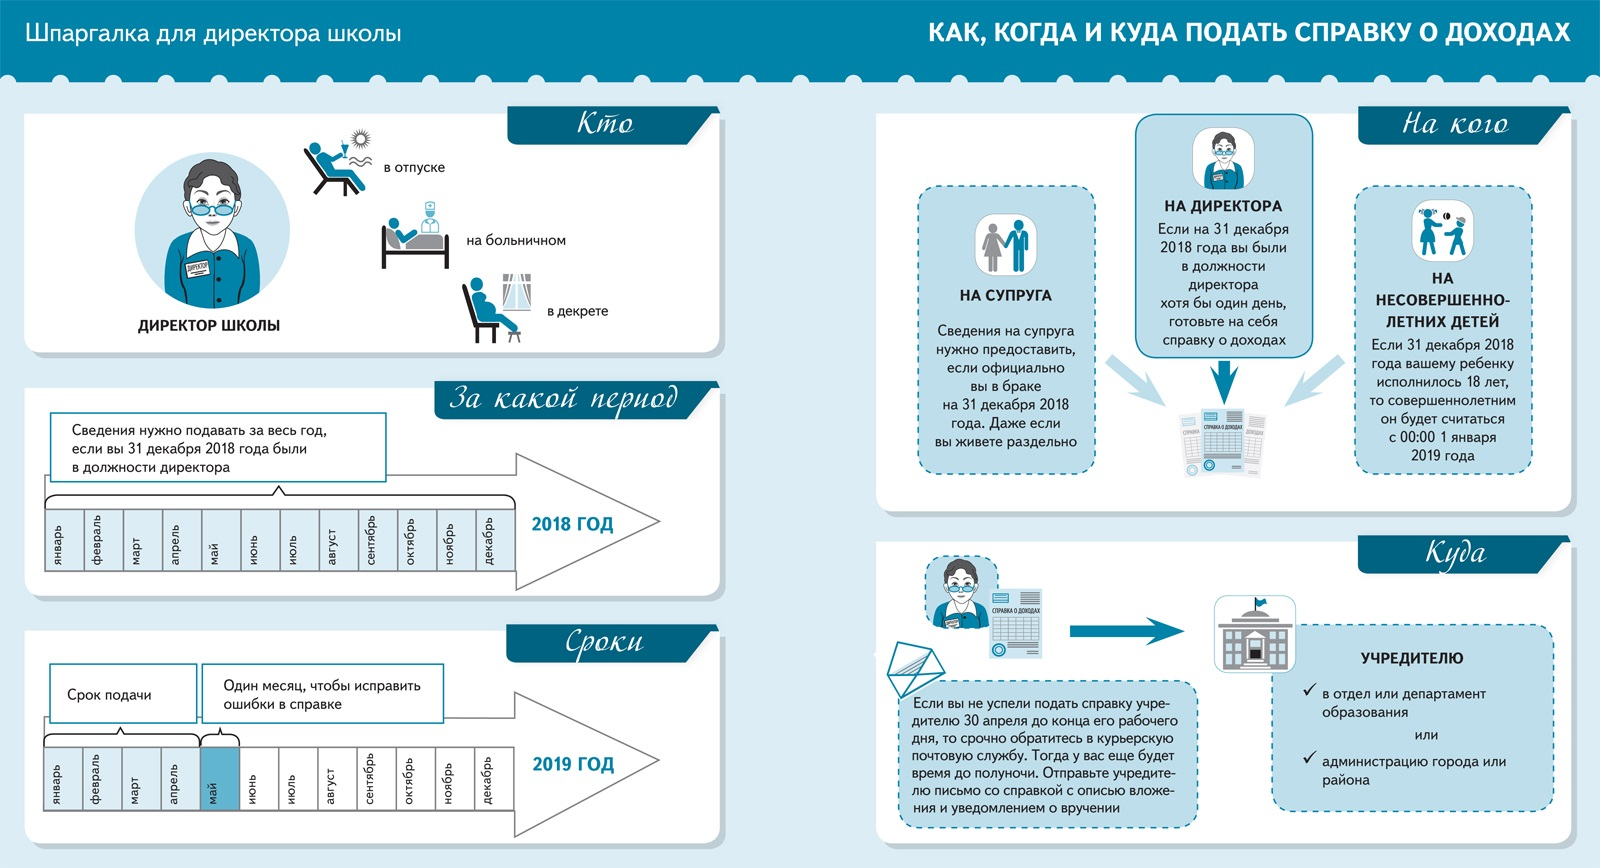 Шпаргалка для директора школы
КАК, КОГДА И КУДА ПОДАТЬ СПРАВКУ О ДОХОДАХ
Кто
ДИРЕКТОР
ДИРЕКТОР ШКОЛЫ
в отпуске
на больничном
в декрете
За какой период
Сведения нужно подавать за весь год,
если вы 31 декабря 2018 года были
в должности директора
январь
февраль
март
апрель
май
июнь
июль
август
сентябрь
октябрь
ноябрь
декабрь
2018 ГОД
Сроки
Срок подачи
Один месяц, чтобы исправить
ошибки в справке
январь
февраль
март
апрель
май
июнь
июль
август
сентябрь
октябрь
ноябрь
декабрь
2019 ГОД
На кого
НА СУПРУГА
Сведения на супруга
нужно предоставить,
если официально
вы в браке
на 31 декабря 2018
года. Даже если
вы живете раздельно
НА ДИРЕКТОРА
Если на 31 декабря
2018 года вы были
в должности
директора
хотя бы один день,
готовьте на себя
справку о доходах
НА
НЕСОВЕРШЕННО-
ЛЕТНИХ ДЕТЕЙ
Если 31 декабря 2018
года вашему ребенку
исполнилось 18 лет,
то совершеннолетним
он будет считаться
с 00:00 1 января
2019 года
СПРАВКА О ДОХОДАХ
Куда
СПРАВКА О ДОХОДАХ
Если вы не успели подать справку учре-
дителю 30 апреля до конца его рабочего
дня, то срочно обратитесь в курьерскую
почтовую службу. Тогда у вас еще будет
время до полуночи. Отправьте учредите-
лю письмо со справкой с описью вложе-
ния и уведомлением о вручении
УЧРЕДИТЕЛЮ
✓ в отдел или департамент
образования
или
✓ администрацию города или
района